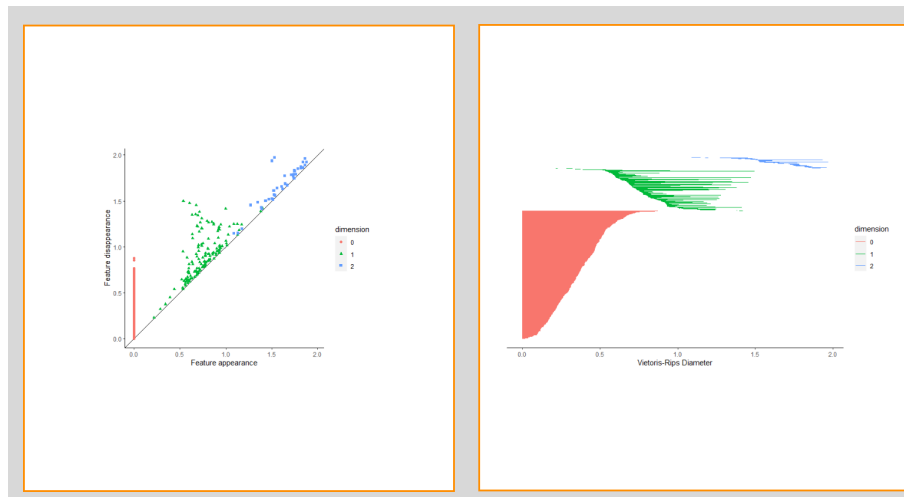 2.0
1.5
1.0
0.5
0.0
Feature disappearance
0.0 0.5 1.0 1.5 2.0
Feature appearance
dimension
0
1
2
0.0 0.5 1.0 1.5 2.0
Vietoris-Rips Diameter
dimension
0
1
2